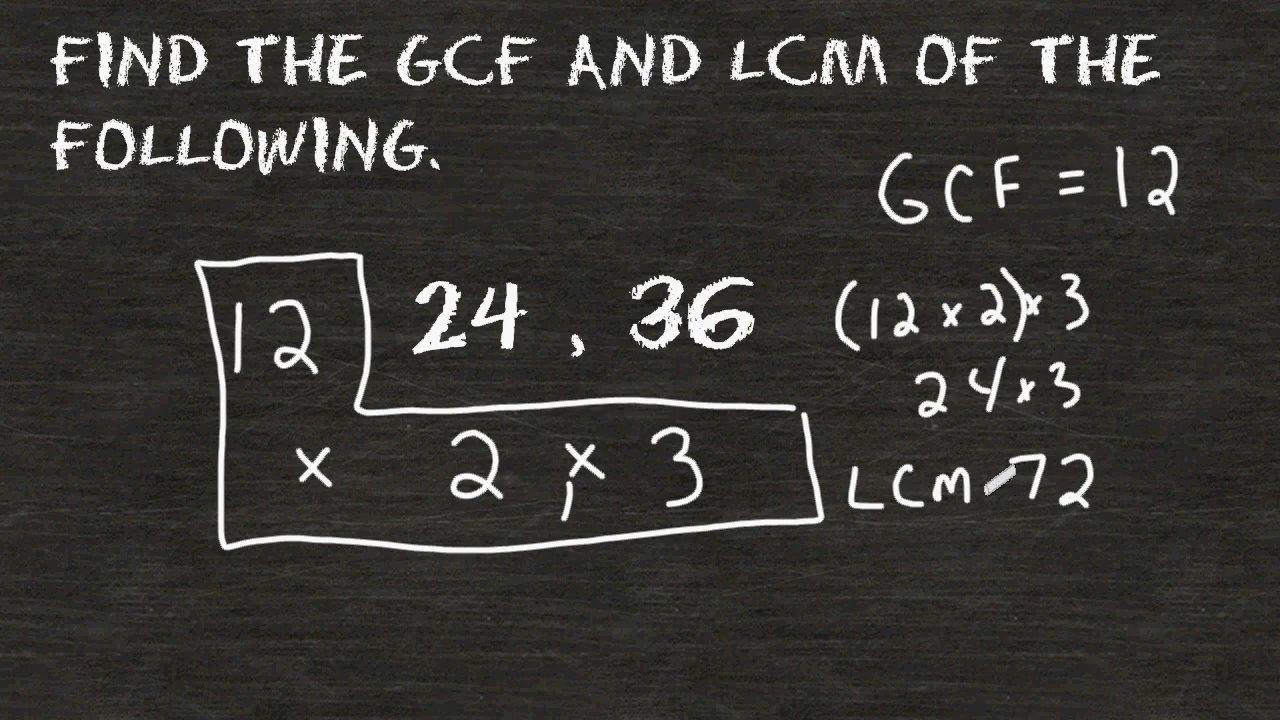 FIND THE GCF AND LCM OF THE
FOLLOWING.
GCF = 12
12 24 , 36
(12 x 2) x 3
24 x 3
x 2 , x 3
LCM 72